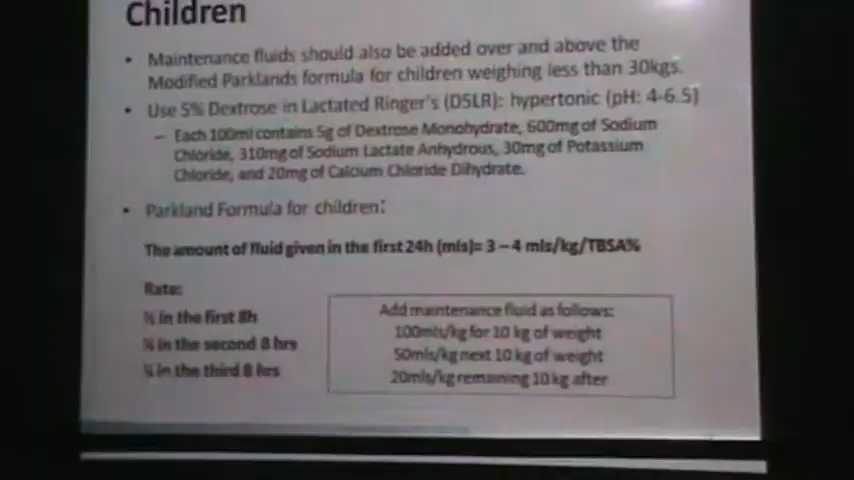 Children
• Maintenance fluids should also be added over and above the
Modified Parklands formula for children weighing less than 30kgs.
• Use 5% Dextrose in Lactated Ringer's (D5LR): hypertonic (pH: 4-6.5)
– Each 100ml contains 5g of Dextrose Monohydrate, 600mg of Sodium
Chloride, 310mg of Sodium Lactate Anhydrous, 30mg of Potassium
Chloride, and 20mg of Calcium Chloride Dihydrate.
• Parkland Formula for children:
The amount of fluid given in the first 24h (mls)= 3 – 4 mls/kg/TBSA%
Rate:
in the first 8h
in the second 8 hrs
in the third 8 hrs
Add maintenance fluid as follows:
100mls/kg for 10 kg of weight
50mls/kg next 10 kg of weight
20mls/kg remaining 10 kg after